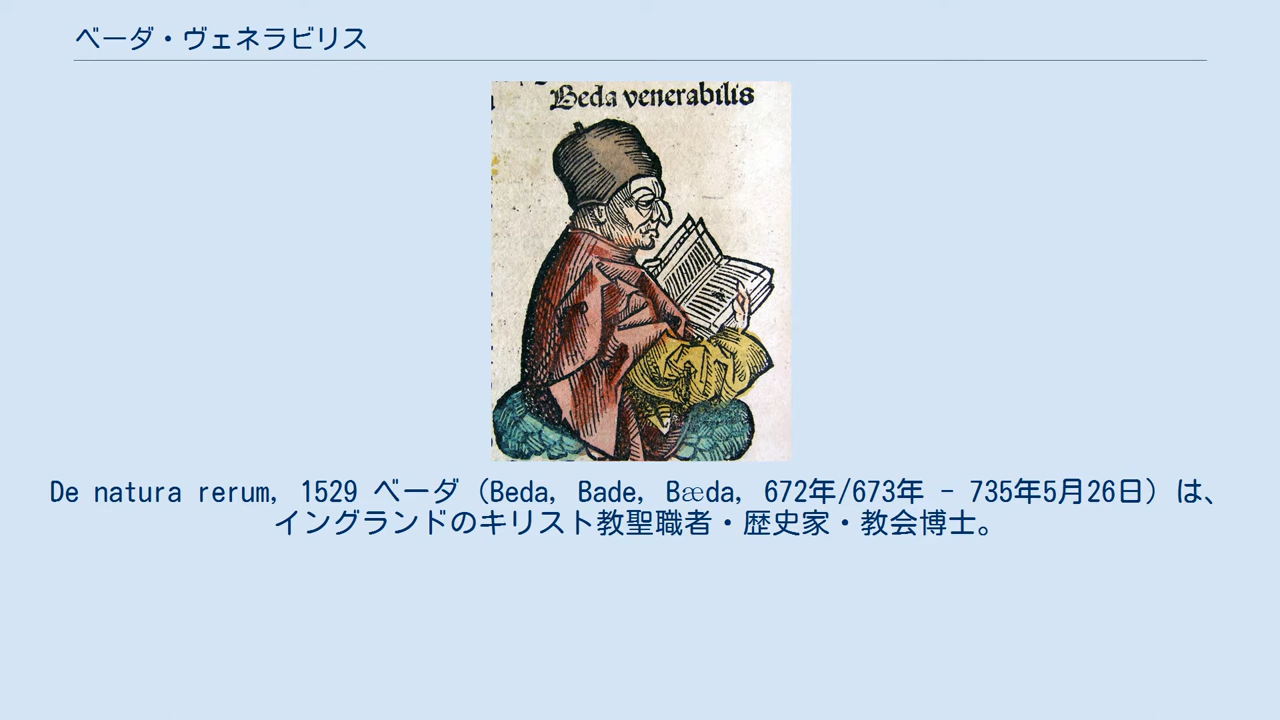 ベーダ・ヴェネラビリス
Beda venerabilis
De natura rerum, 1529 ベーダ（Beda, Bade, Bæda, 672年/673年 - 735年5月26日）は、
イングランドのキリスト教聖職者・歴史家・教会博士。